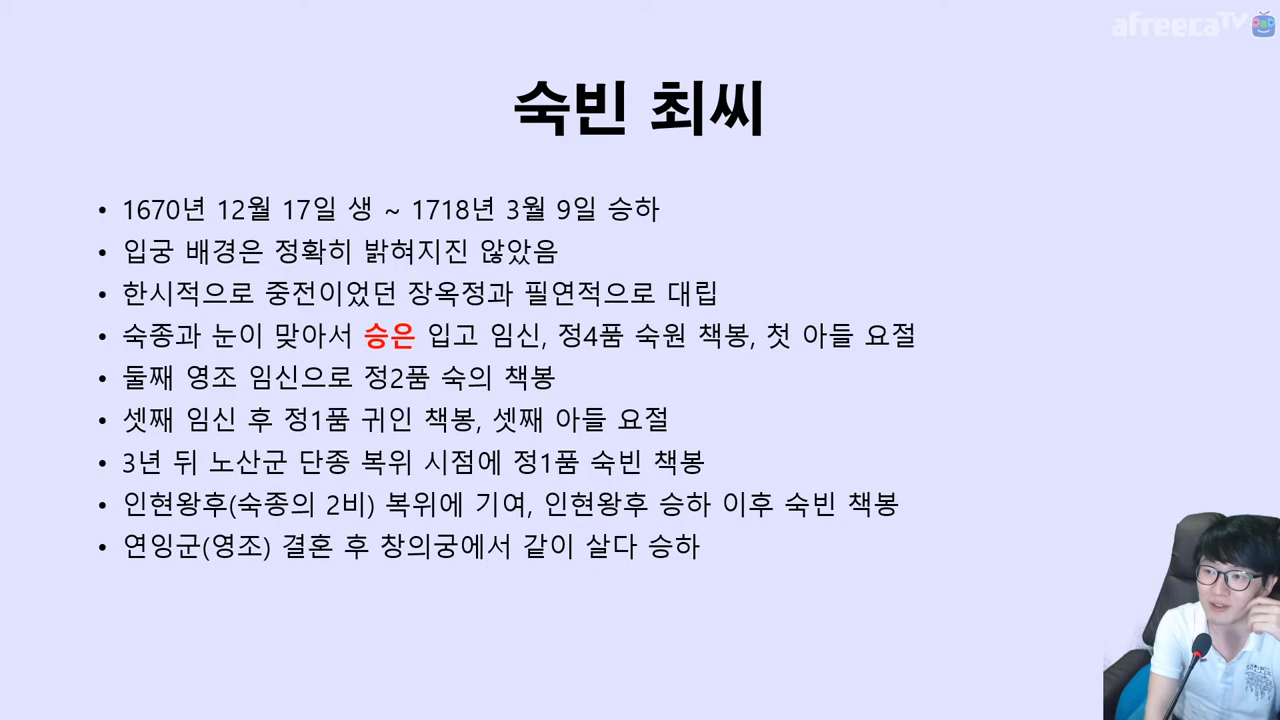 afreecaTV
숙빈 최씨
• 1670년 12월 17일 생 ~ 1718년 3월 9일 승하
• 입궁 배경은 정확히 밝혀지진 않았음
• 한시적으로 중전이었던 장옥정과 필연적으로 대립
• 숙종과 눈이 맞아서 승은 입고 임신, 정4품 숙원 책봉, 첫 아들 요절
• 둘째 영조 임신으로 정2품 숙의 책봉
• 셋째 임신 후 정1품 귀인 책봉, 셋째 아들 요절
• 3년 뒤 노산군 단종 복위 시점에 정1품 숙빈 책봉
• 인현왕후(숙종의 2비) 복위에 기여, 인현왕후 승하 이후 숙빈 책봉
• 연잉군(영조) 결혼 후 창의궁에서 같이 살다 승하